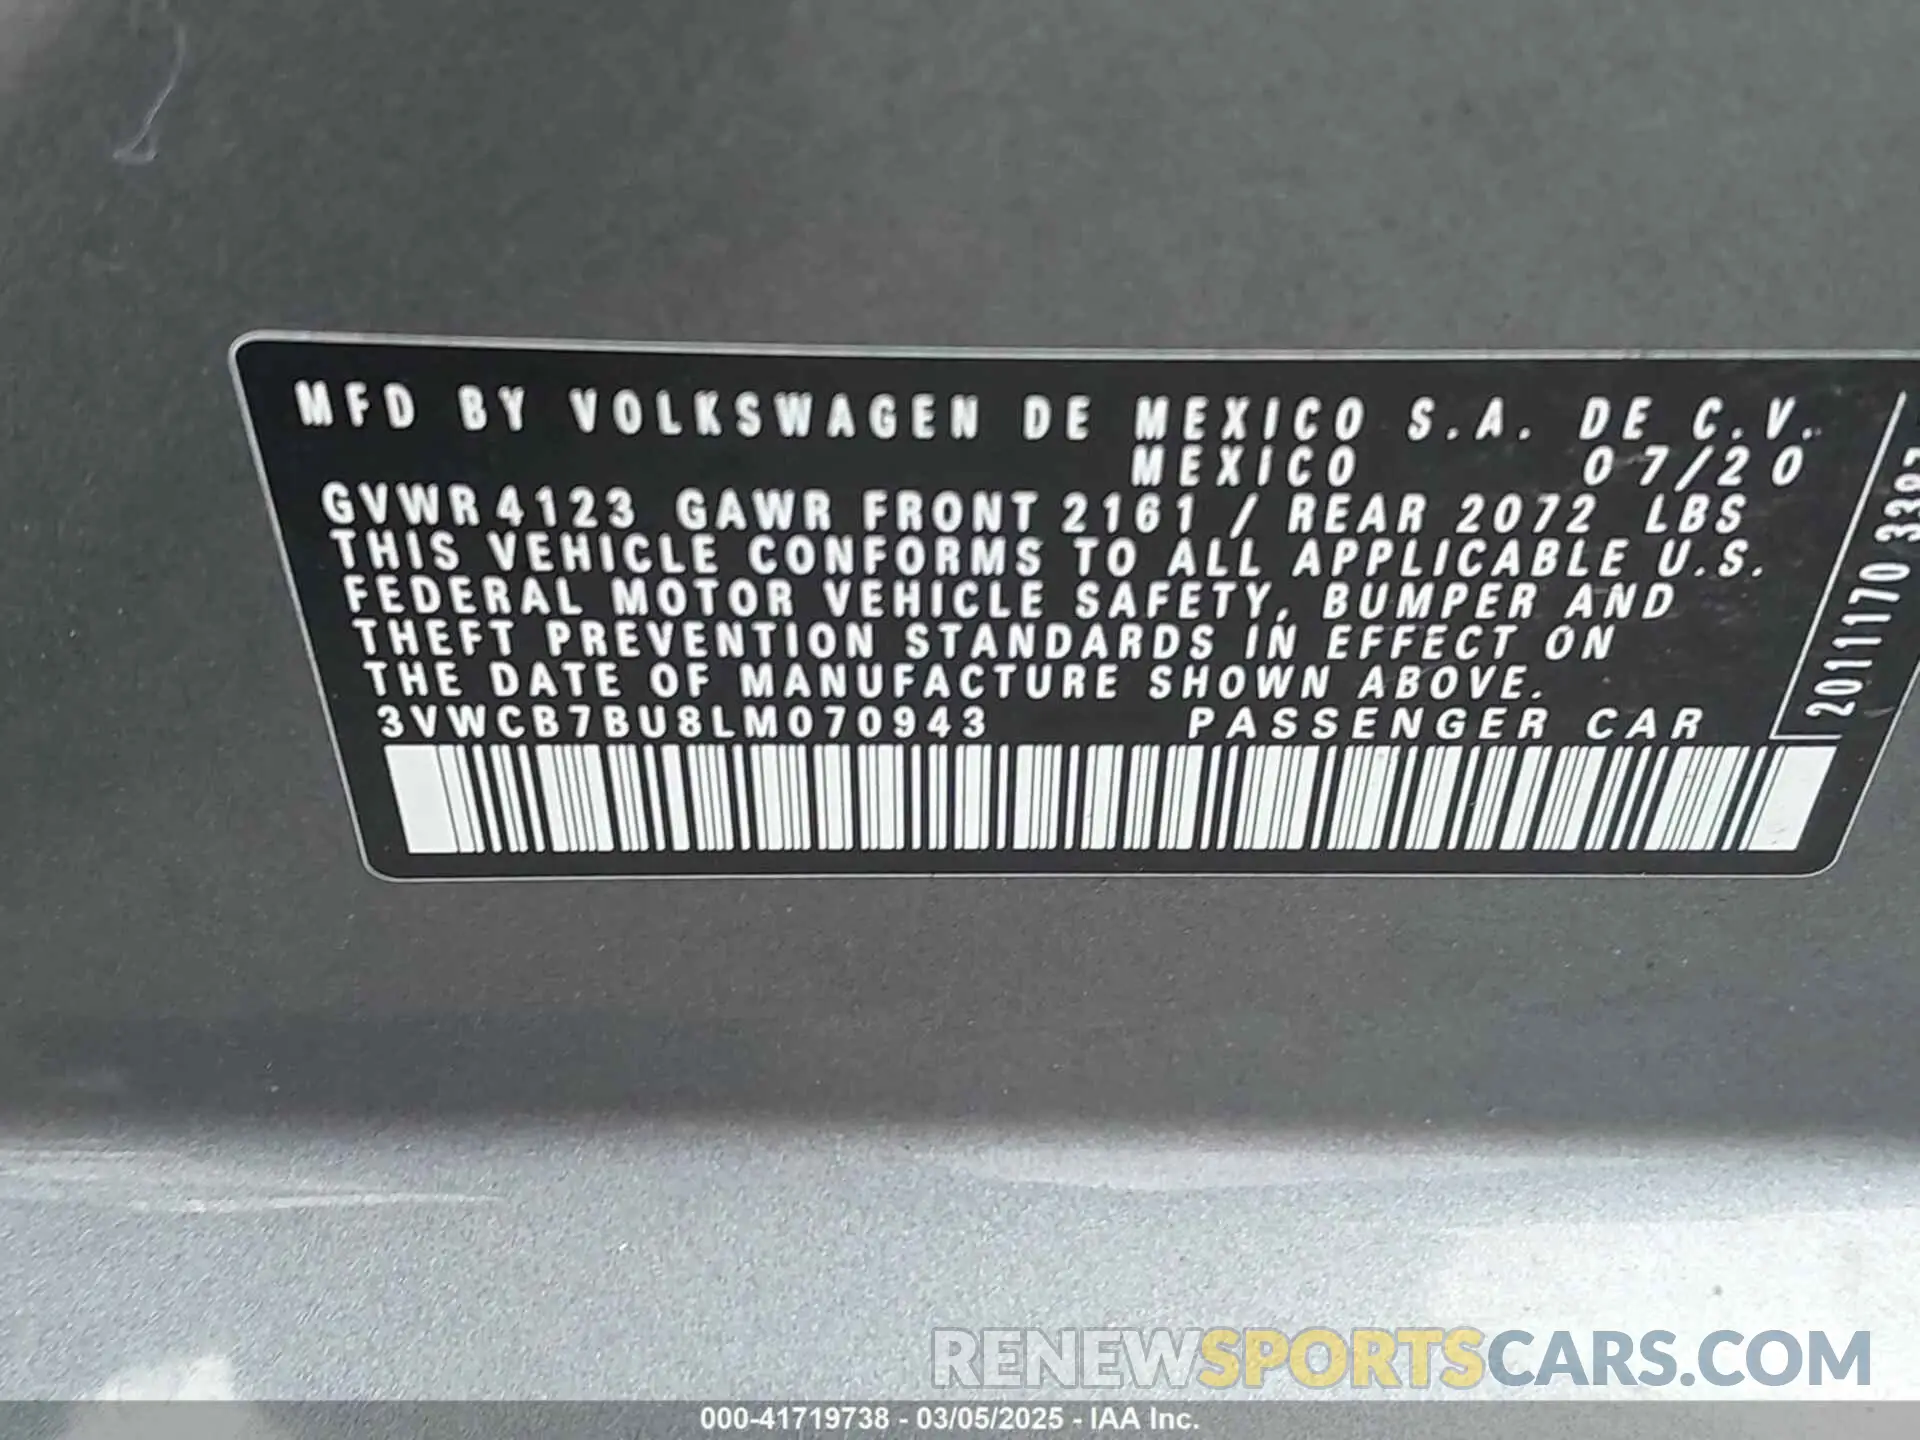 MFD BY VOLKSWAGEN DE MEXICO S.A. DE C.V.
MEXICO 07/20
GVWR 4123 GAWR FRONT 2161 / REAR 2072 LBS
THIS VEHICLE CONFORMS TO ALL APPLICABLE U.S.
FEDERAL MOTOR VEHICLE SAFETY, BUMPER AND
THEFT PREVENTION STANDARDS IN EFFECT ON
THE DATE OF MANUFACTURE SHOWN ABOVE.
3VWCB7BU8LM070943 PASSENGER CAR
2011170
RENEWSPORTSCARS.COM
000-41719738 - 03/05/2025 - IAA Inc.